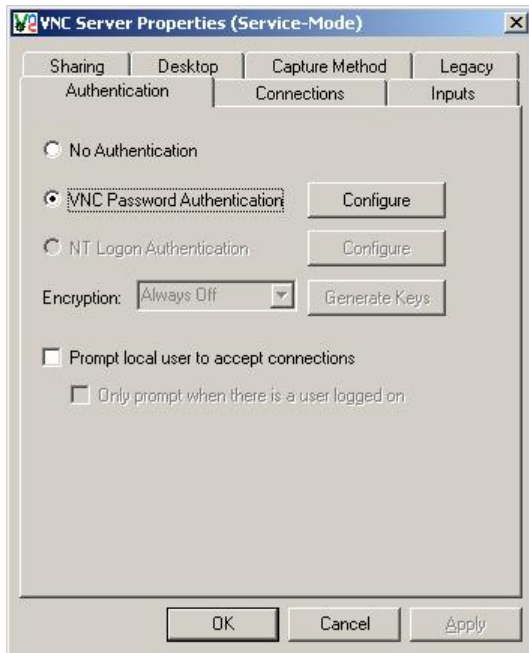 VNC Server Properties (Service-Mode)
Sharing Desktop Capture Method Legacy
Authentication Connections Inputs
No Authentication
VNC Password Authentication Configure
NT Logon Authentication Configure
Encryption: Always Off Generate Keys
Prompt local user to accept connections
Only prompt when there is a user logged on
OK Cancel Apply